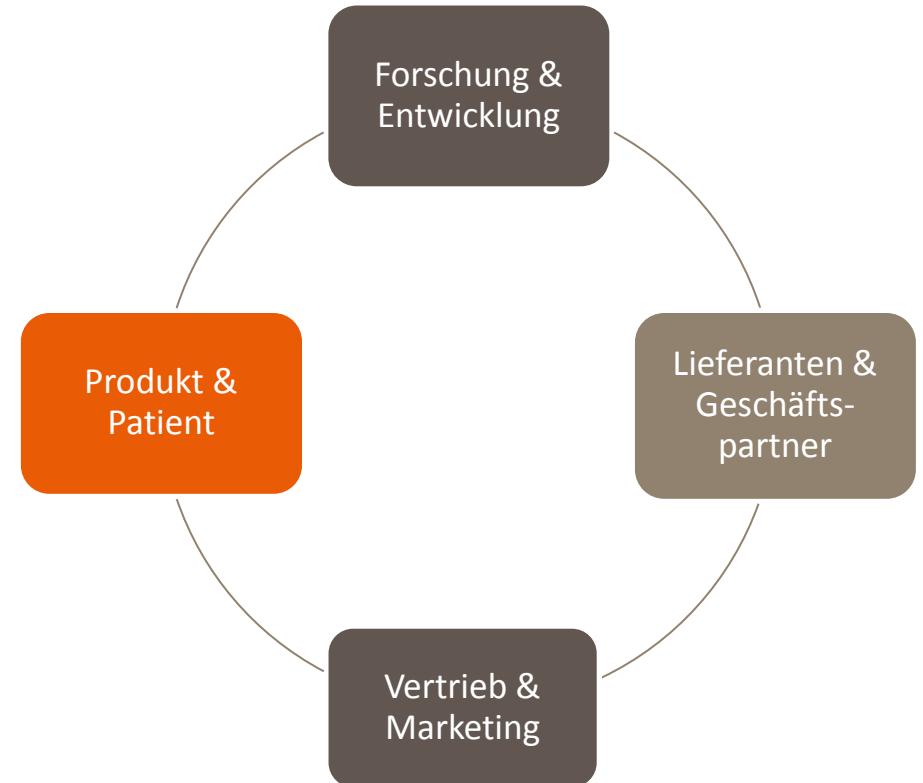 Forschung &
Entwicklung
Produkt &
Patient
Lieferanten &
Geschäfts-
partner
Vertrieb &
Marketing